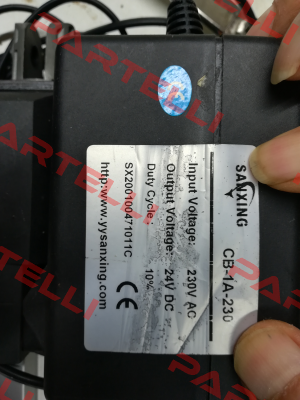 SANXING
CB-1A-230
Input Voltage: 230V AC
Output Voltage: 24V DC
Duty Cycle: 10%
SX200100471011C
CE
http:www.yysanxing.com
PARTELLI
PARTELLI
PARTELLI